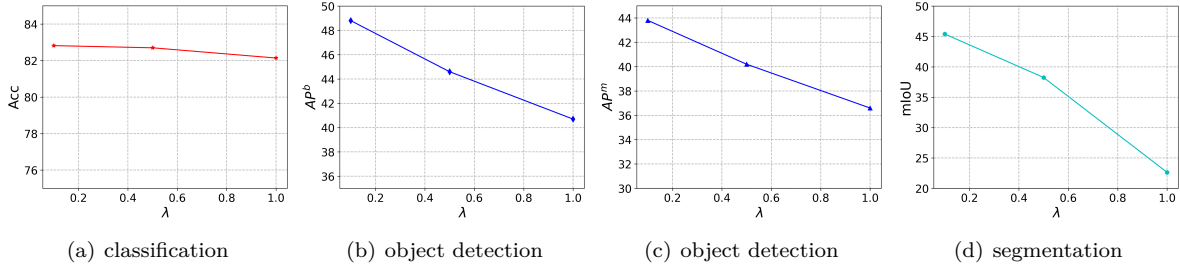 84
82
80
78
76
Acc
0.2 0.4 0.6 0.8 1.0
λ
(a) classification
50
48
46
44
42
40
38
36
AP^b
0.2 0.4 0.6 0.8 1.0
λ
(b) object detection
44
42
40
38
36
34
32
30
AP^m
0.2 0.4 0.6 0.8 1.0
λ
(c) object detection
50
45
40
35
30
25
20
mIoU
0.2 0.4 0.6 0.8 1.0
λ
(d) segmentation